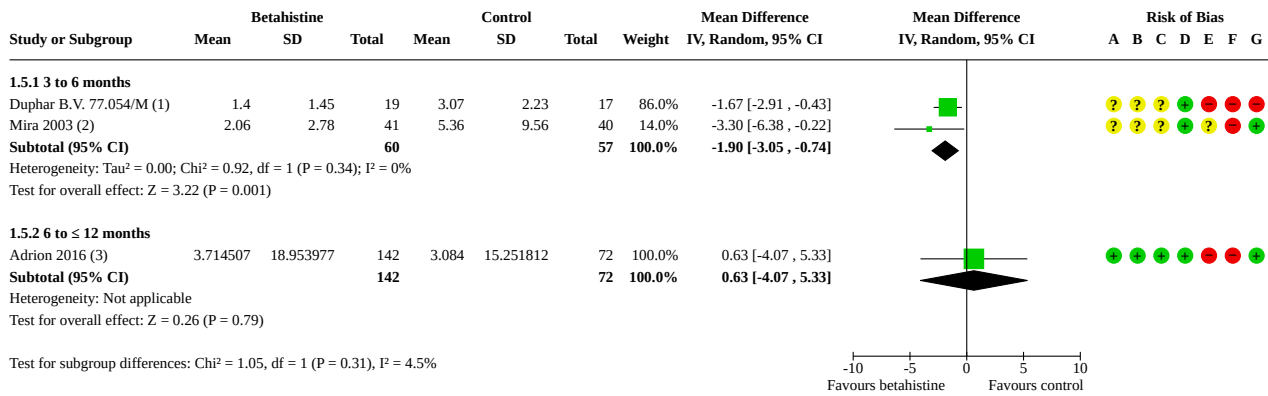 Betahistine Control Mean Difference Mean Difference Risk of Bias
Study or Subgroup Mean SD Total Mean SD Total Weight IV, Random, 95% CI IV, Random, 95% CI A B C D E F G
1.5.1 3 to 6 months
Duphar B.V. 77.054/M (1) 1.4 1.45 19 3.07 2.23 17 86.0% -1.67 [-2.91 , -0.43] ? ? ? + − − −
Mira 2003 (2) 2.06 2.78 41 5.36 9.56 40 14.0% -3.30 [-6.38 , -0.22] ? ? ? + ? − +
Subtotal (95% CI) 60 57 100.0% -1.90 [-3.05 , -0.74]
Heterogeneity: Tau² = 0.00; Chi² = 0.92, df = 1 (P = 0.34); I² = 0%
Test for overall effect: Z = 3.22 (P = 0.001)
1.5.2 6 to ≤ 12 months
Adrion 2016 (3) 3.714507 18.953977 142 3.084 15.251812 72 100.0% 0.63 [-4.07 , 5.33] + + + + − − +
Subtotal (95% CI) 142 72 100.0% 0.63 [-4.07 , 5.33]
Heterogeneity: Not applicable
Test for overall effect: Z = 0.26 (P = 0.79)
Test for subgroup differences: Chi² = 1.05, df = 1 (P = 0.31), I² = 4.5%
-10 -5 0 5 10
Favours betahistine Favours control